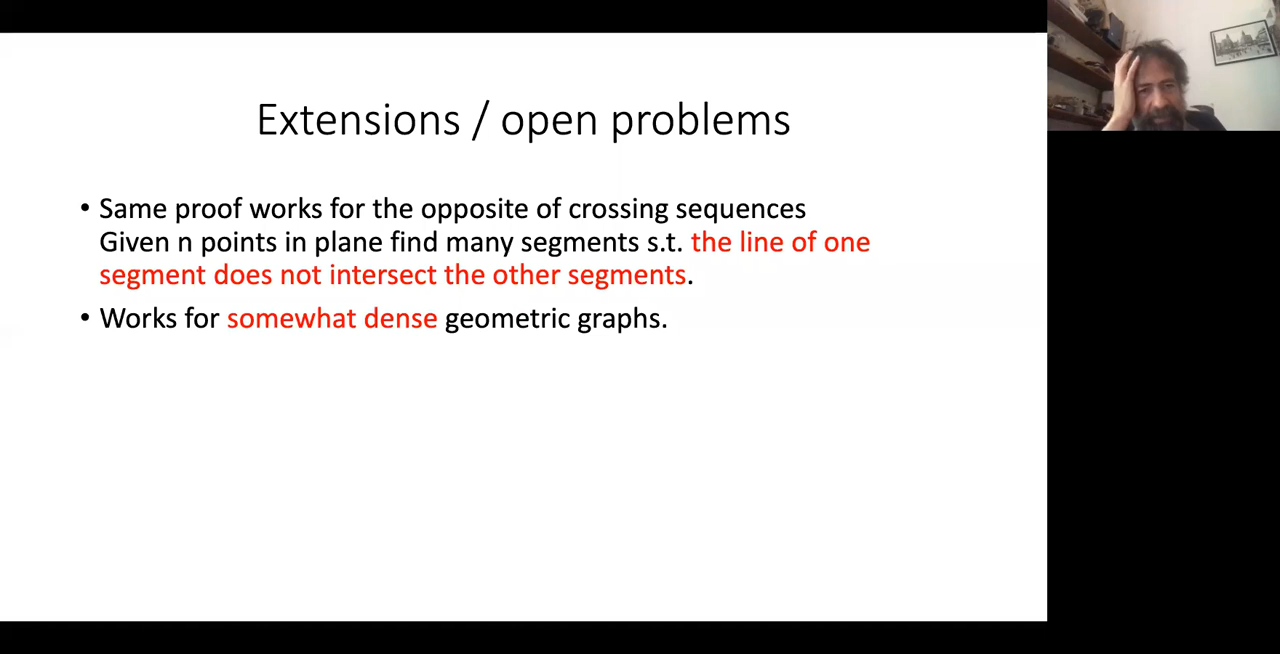 Extensions / open problems
• Same proof works for the opposite of crossing sequences
Given n points in plane find many segments s.t. the line of one
segment does not intersect the other segments.
• Works for somewhat dense geometric graphs.